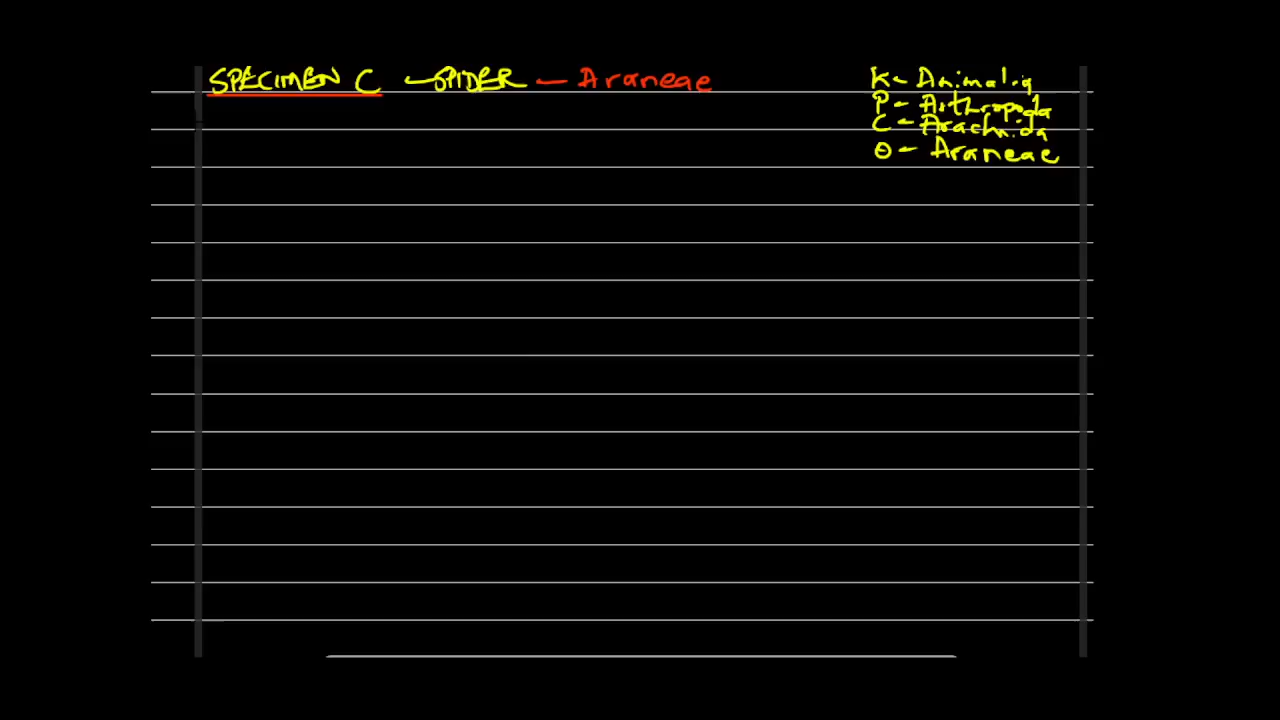 SPECIMEN C - SPIDER - Araneae
K - Animalia
P - Arthropoda
C - Arachnida
O - Araneae